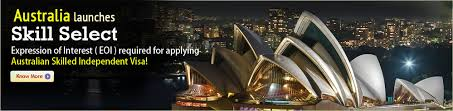 Australia launches
Skill Select
Expression of Interest ( EOI ) required for applying
Australian Skilled Independent Visa!
Know More